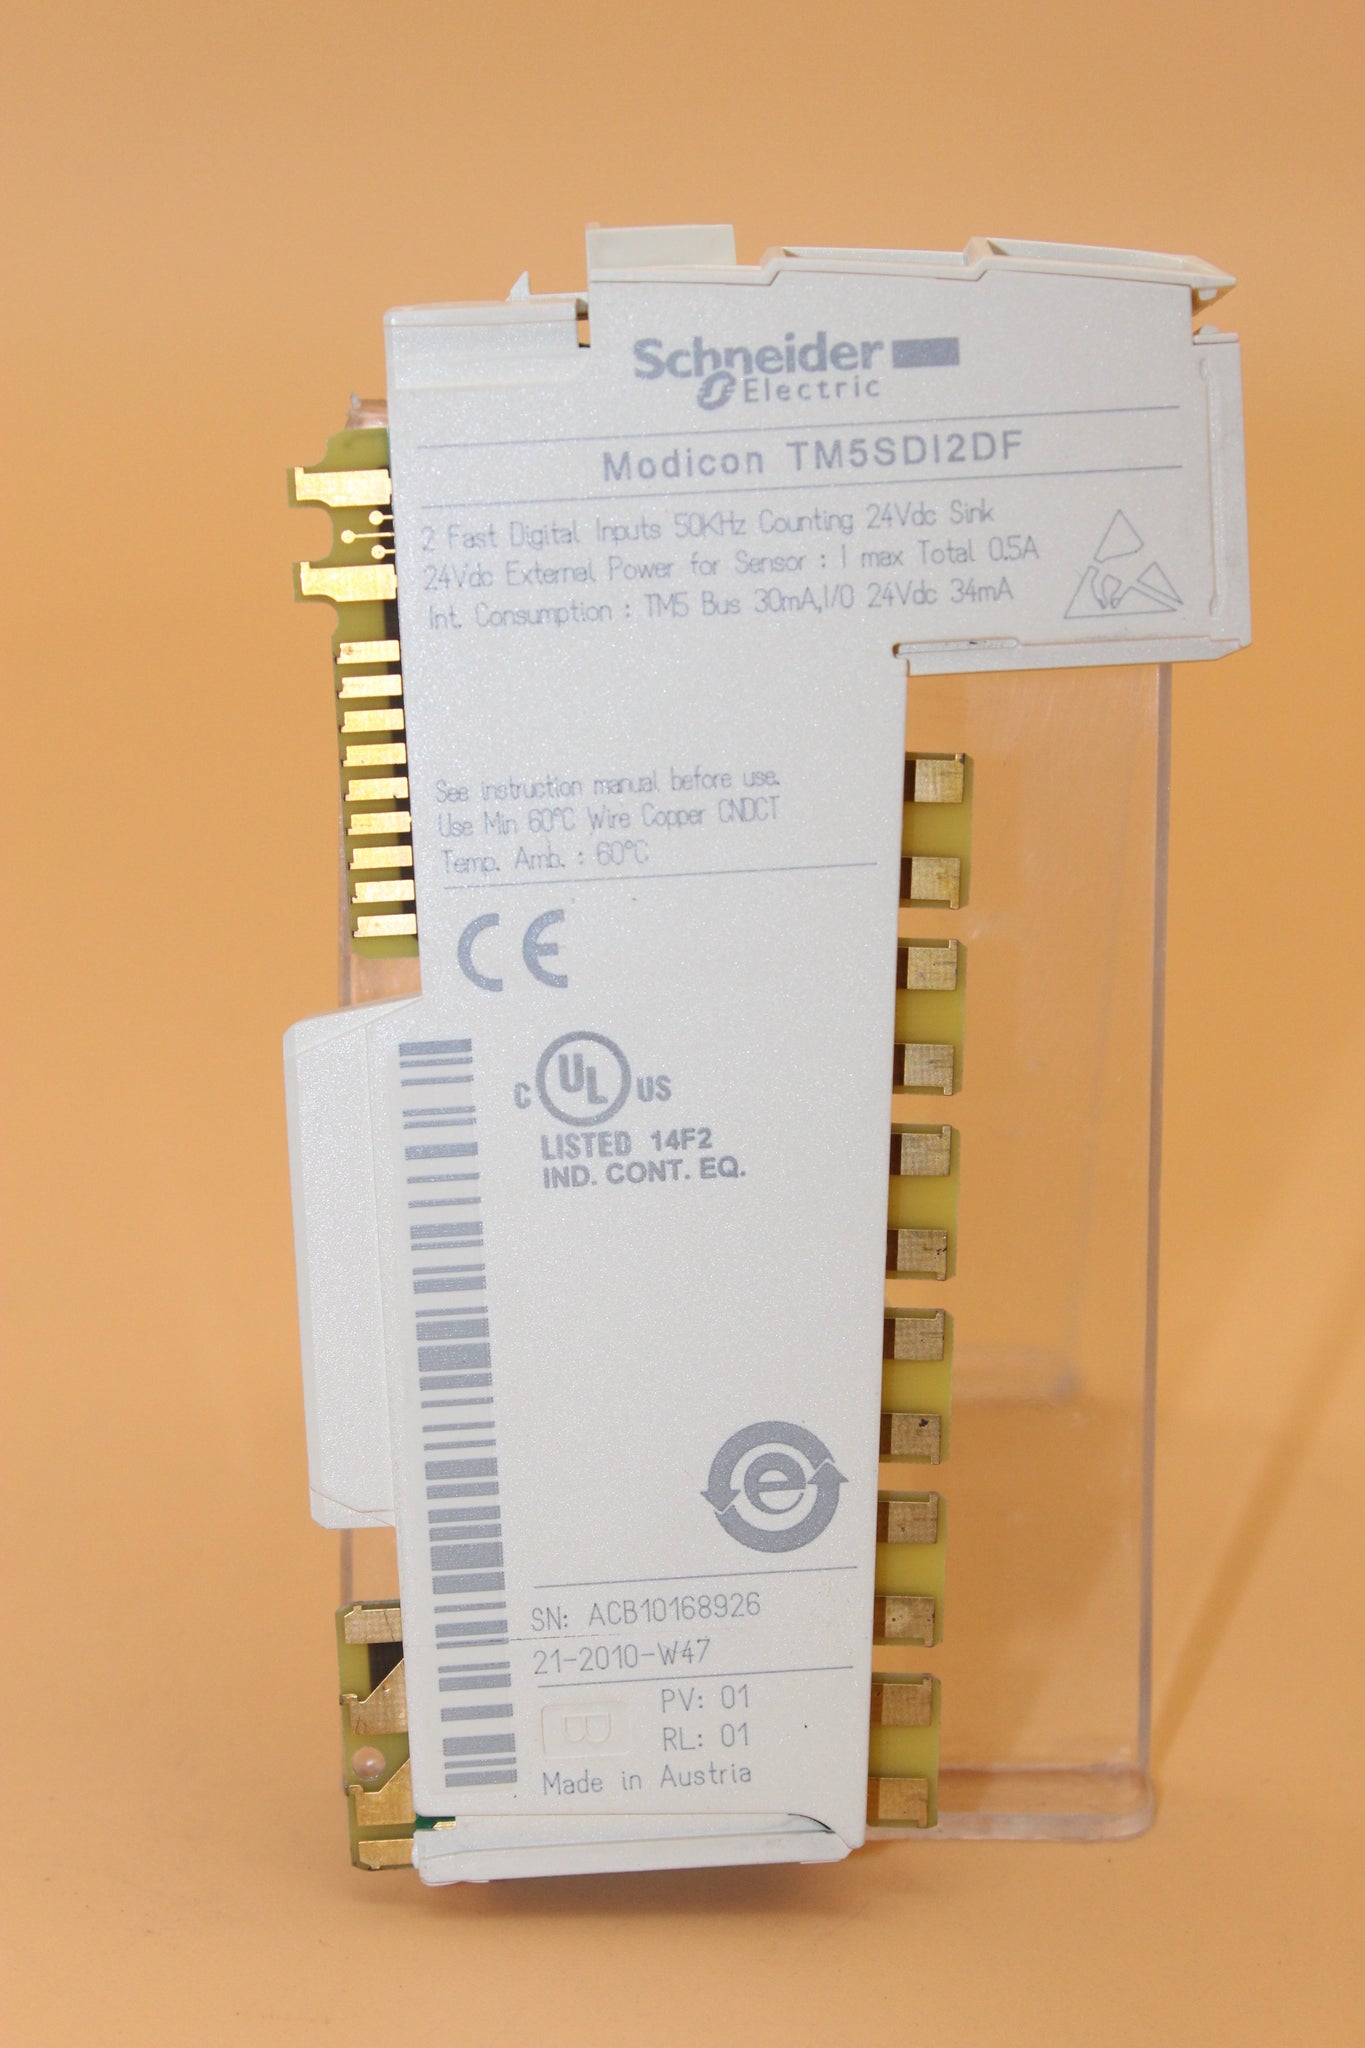 Schneider
Electric
Modicon TM5SDI2DF
2 Fast Digital Inputs 50KHz Counting 24Vdc Sink
24Vdc External Power for Sensor : I max Total 0.5A
Int. Consumption : TM5 Bus 30mA,I/O 24Vdc 34mA
See instruction manual before use.
Use Min 60°C Wire Copper CNDCT
Temp. Amb. : 60°C
CE
C UL US
LISTED 14F2
IND. CONT. EQ.
e
SN: ACB10168926
21-2010-W47
PV: 01
B
RL: 01
Made in Austria